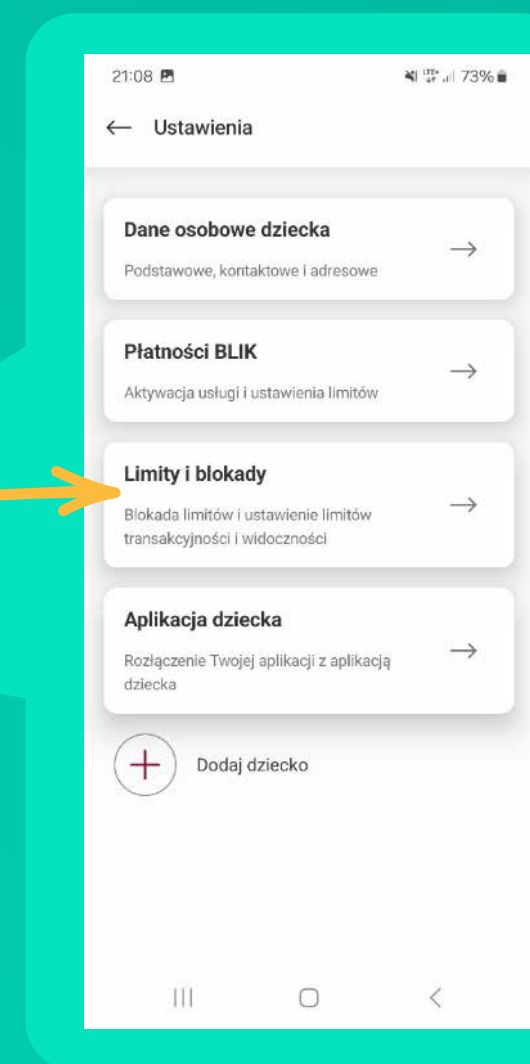 21:08
LTE+ 73%
Ustawienia
Dane osobowe dziecka
Podstawowe, kontaktowe i adresowe
Płatności BLIK
Aktywacja usługi i ustawienia limitów
Limity i blokady
Blokada limitów i ustawienie limitów
transakcyjności i widoczności
Aplikacja dziecka
Rozłączenie Twojej aplikacji z aplikacją
dziecka
Dodaj dziecko